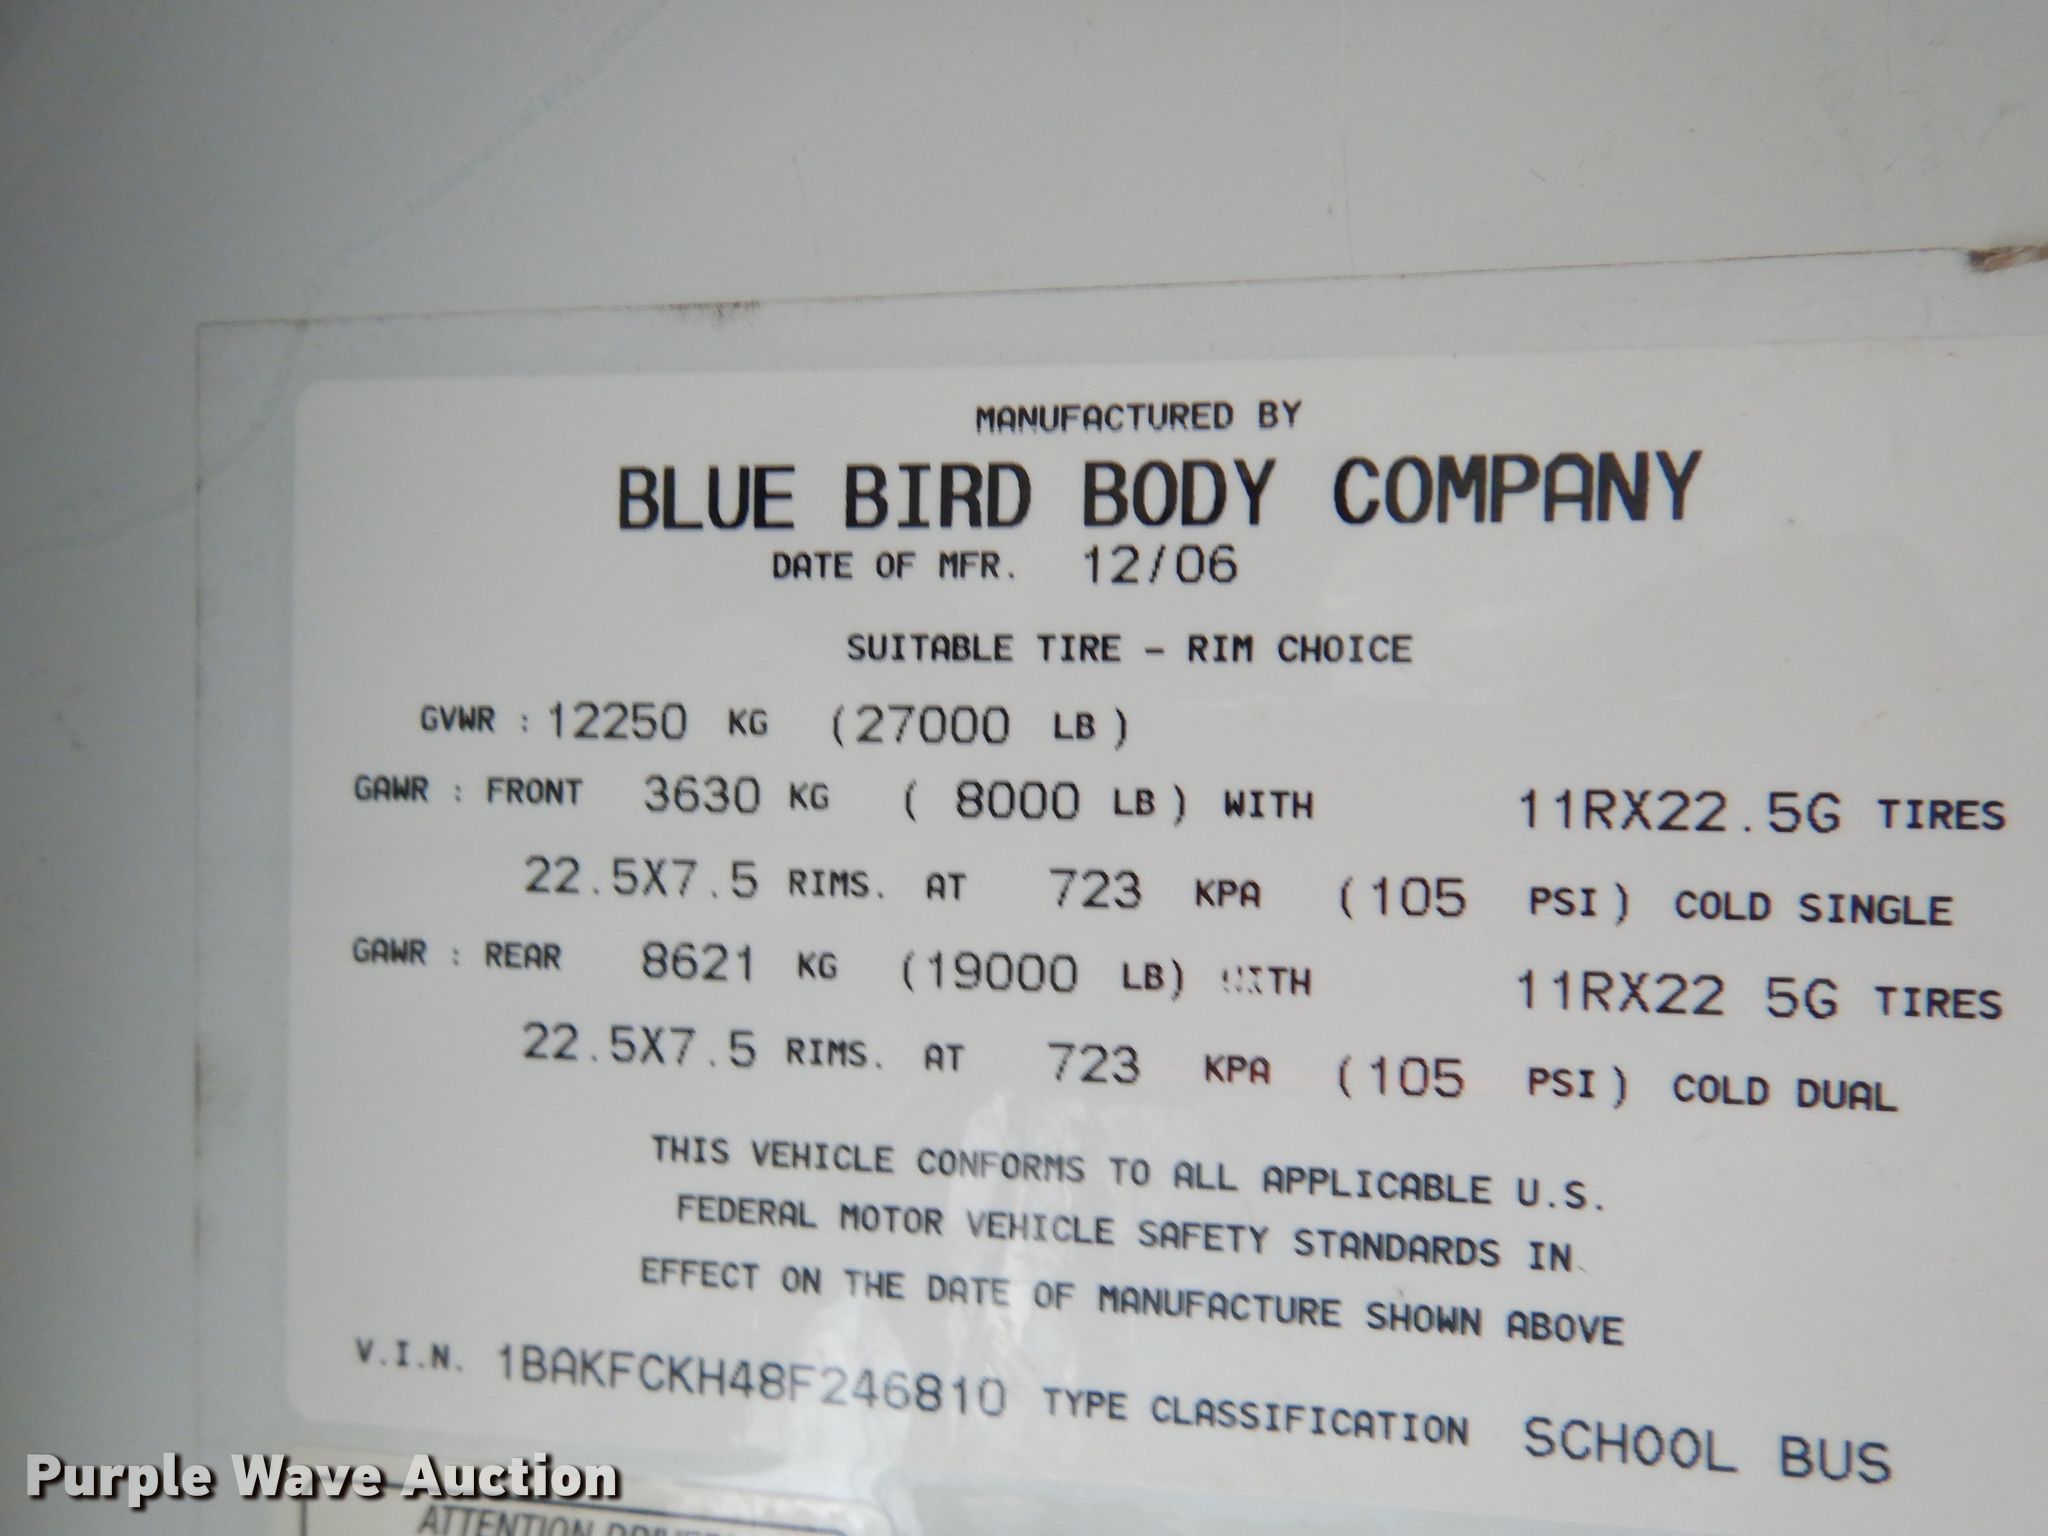 MANUFACTURED BY
BLUE BIRD BODY COMPANY
DATE OF MFR. 12/06
SUITABLE TIRE - RIM CHOICE
GVWR : 12250 KG (27000 LB)
GAWR : FRONT 3630 KG ( 8000 LB) WITH 11RX22.5G TIRES
22.5X7.5 RIMS. AT 723 KPA (105 PSI) COLD SINGLE
GAWR : REAR 8621 KG (19000 LB) WITH 11RX22 5G TIRES
22.5X7.5 RIMS. AT 723 KPA (105 PSI) COLD DUAL
THIS VEHICLE CONFORMS TO ALL APPLICABLE U.S.
FEDERAL MOTOR VEHICLE SAFETY STANDARDS IN
EFFECT ON THE DATE OF MANUFACTURE SHOWN ABOVE
V.I.N. 1BAKFCKH48F246810 TYPE CLASSIFICATION SCHOOL BUS
Purple Wave Auction
ATTENTION